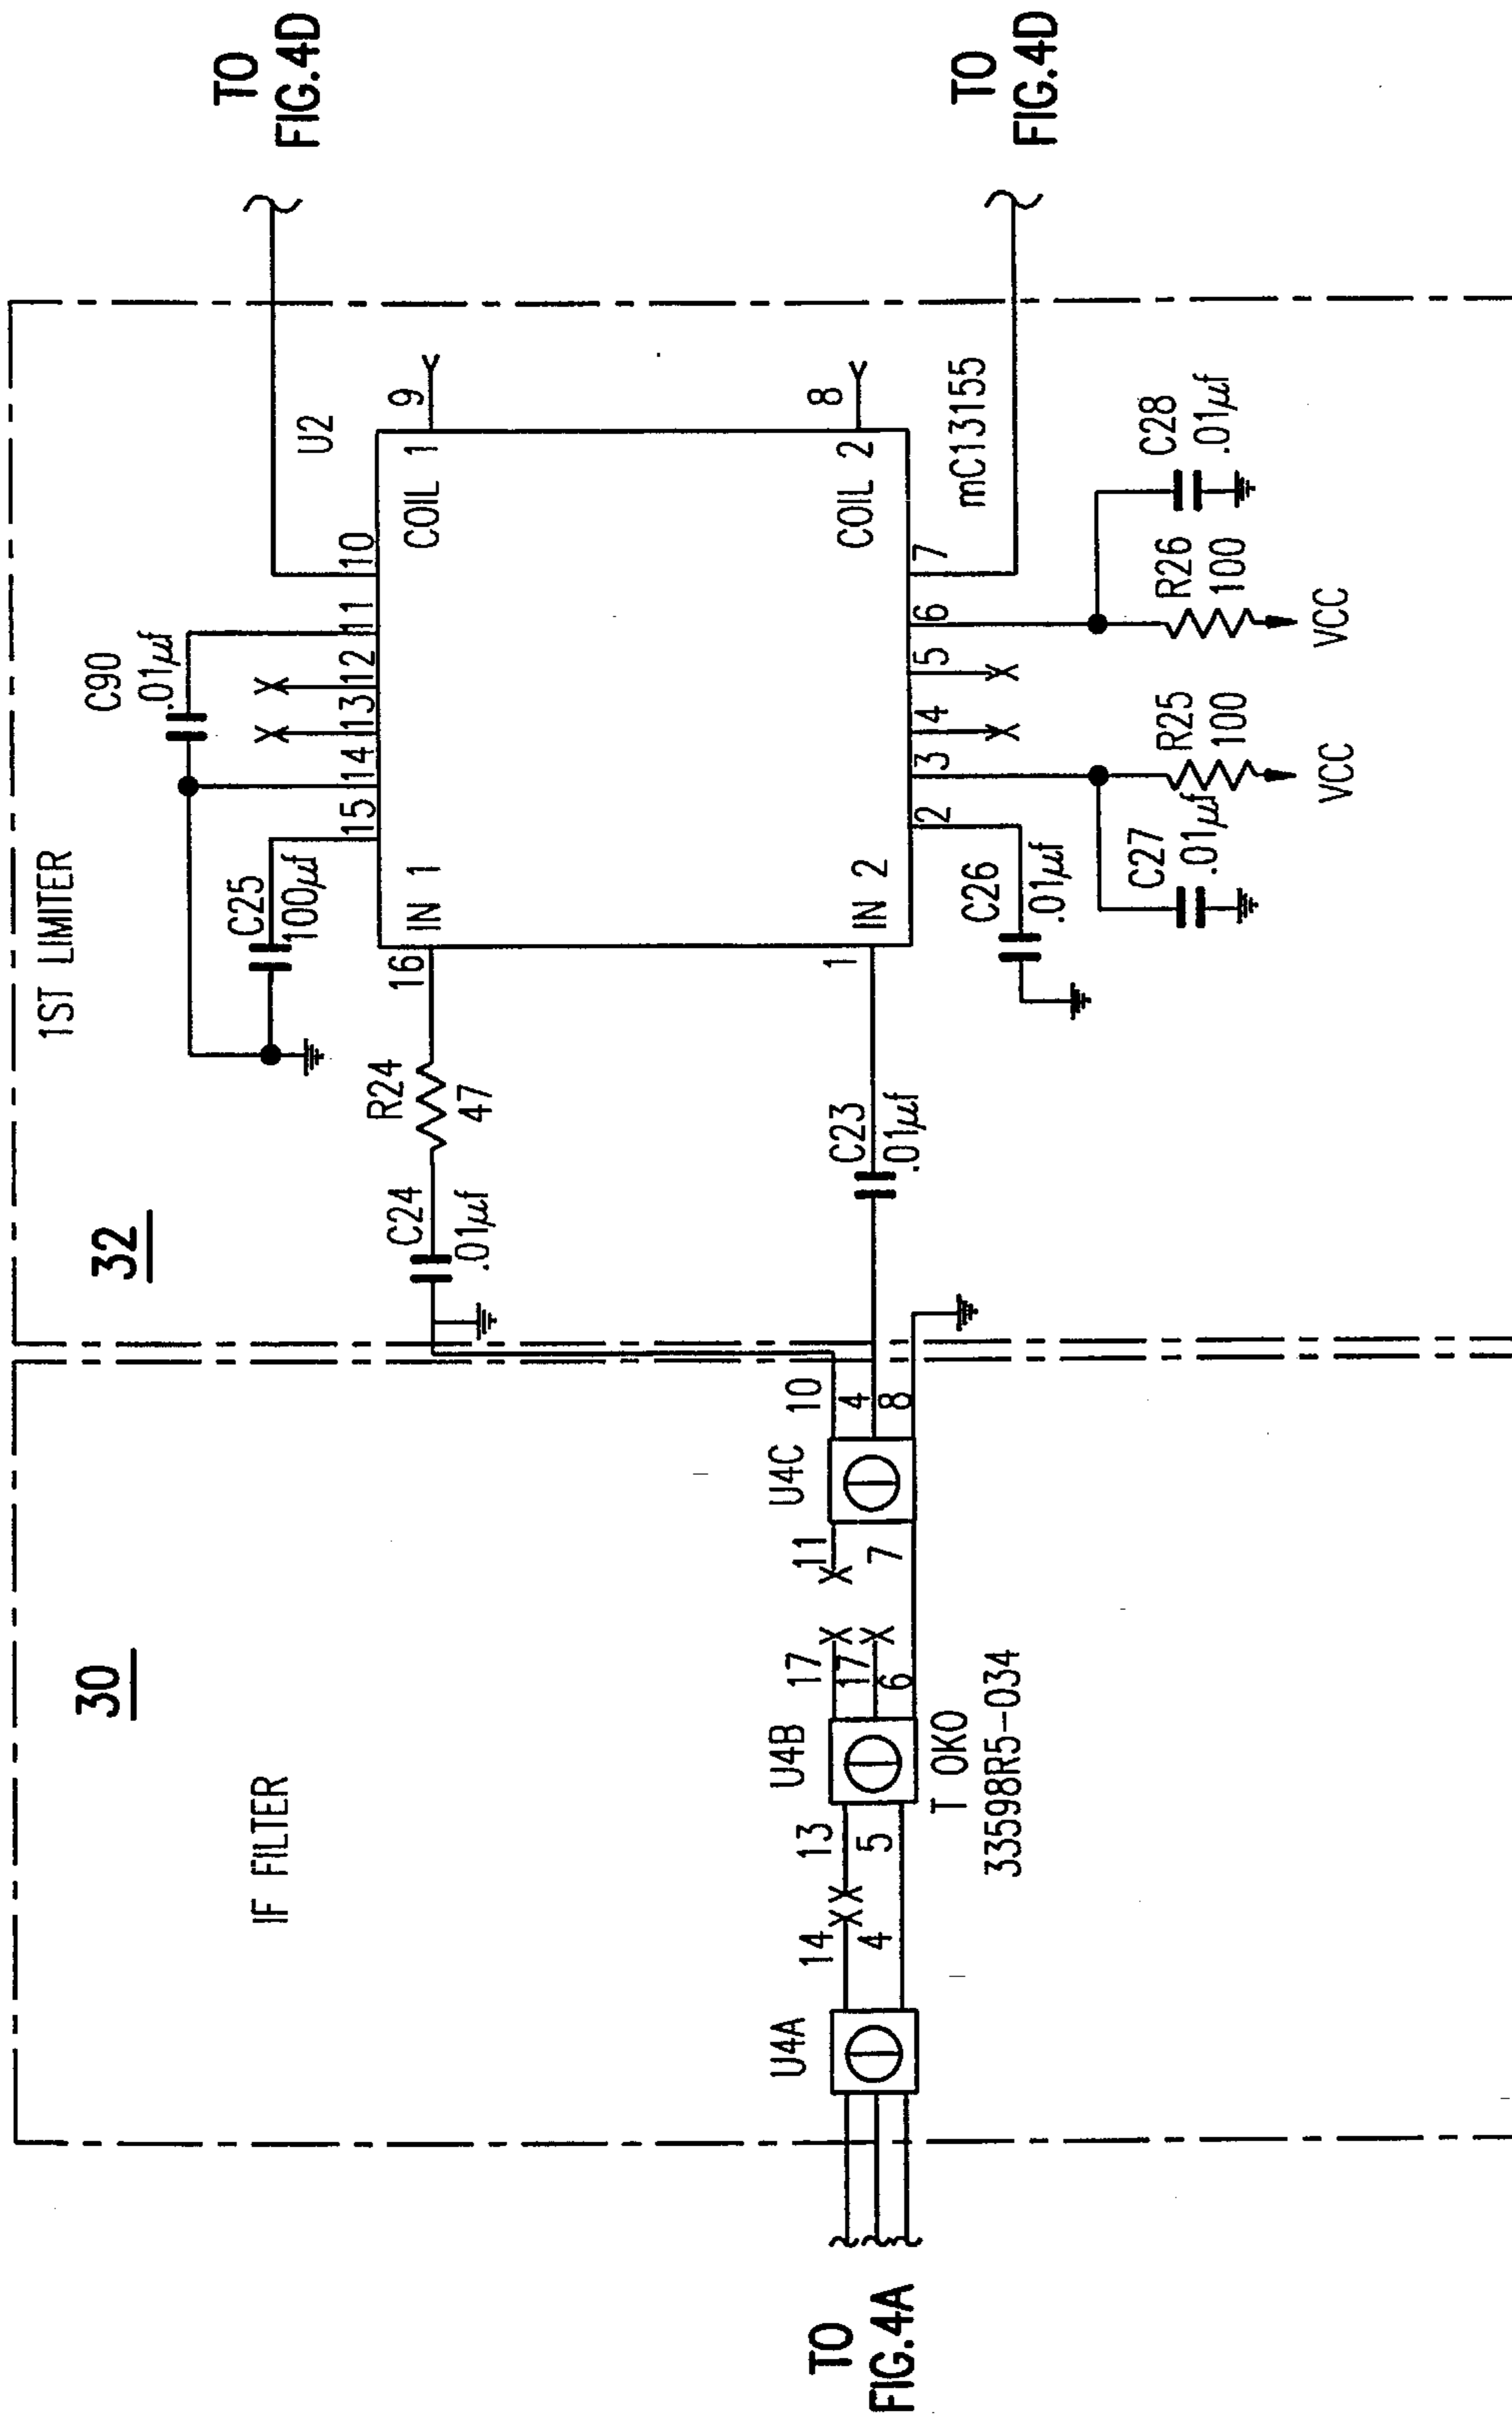 TO
FIG.4A
30
IF FILTER
U4A
14
4
13
5
U4B
T OKO
33598R5-034
17
17
6
11
7
U4C
10
4
8
32
1ST LIMITER
C24
.01µf
R24
47
C23
.01µf
C25
100µf
C90
.01µf
16
IN 1
1
IN 2
15
14
13
12
11
10
U2
COIL 1
9
COIL 2
8
2
3
4
5
6
7
mC13155
C26
.01µf
C27
.01µf
R25
100
VCC
R26
100
VCC
C28
.01µf
TO
FIG.4D
TO
FIG.4D